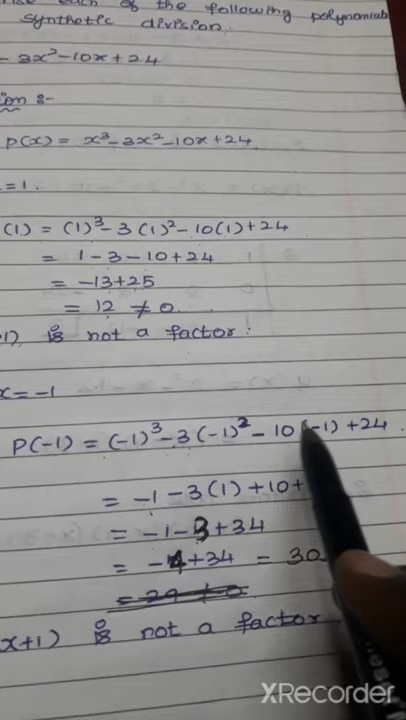 each of the following polynomials
synthetic division
- 3x²-10x+24
P(x) = x³-3x²-10x+24
=1.
(1) = (1)³-3(1)²-10(1)+24
= 1-3-10+24
= -13+25
= 12 ≠ 0.
-1) is not a factor.
x=-1
P(-1) = (-1)³-3(-1)²-10(-1)+24
= -1-3(1)+10+
= -1-3+34
= -4+34 = 30
x+1) is not a factor
XRecorder